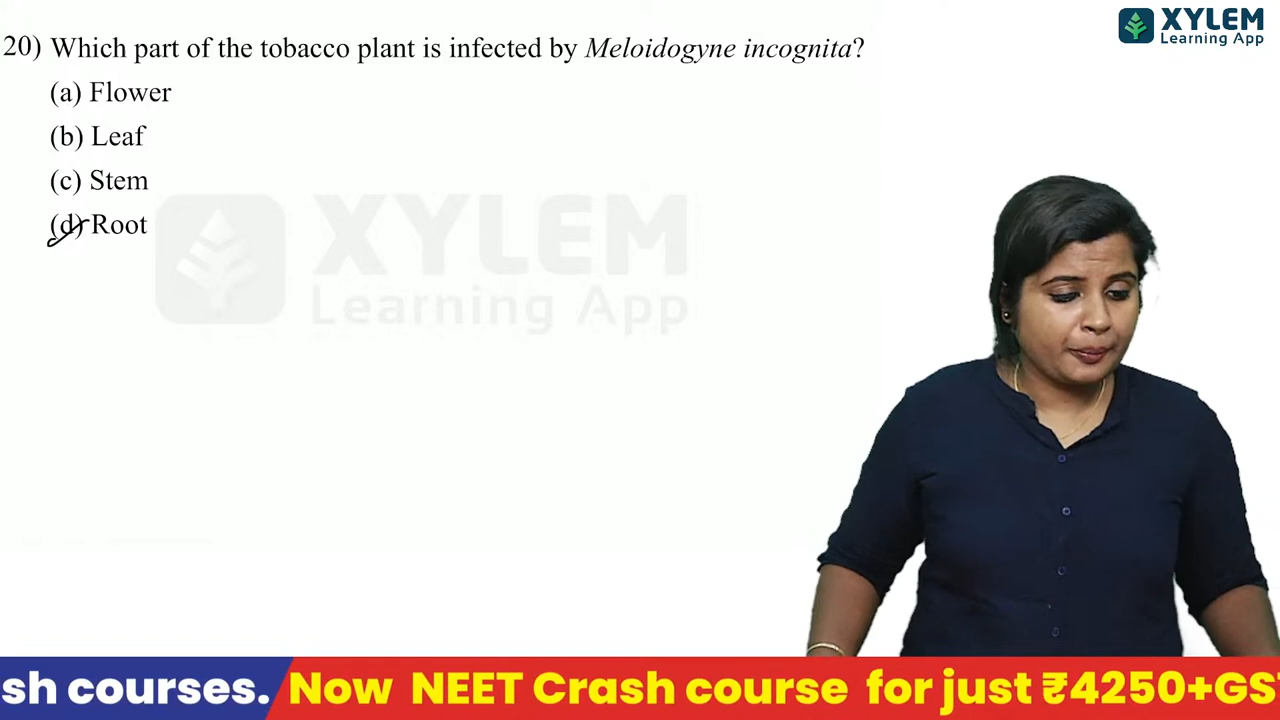 XYLEM
Learning App
20) Which part of the tobacco plant is infected by Meloidogyne incognita?
(a) Flower
(b) Leaf
(c) Stem
(d) Root
XYLEM
Learning App
sh courses. Now NEET Crash course for just ₹4250+GST